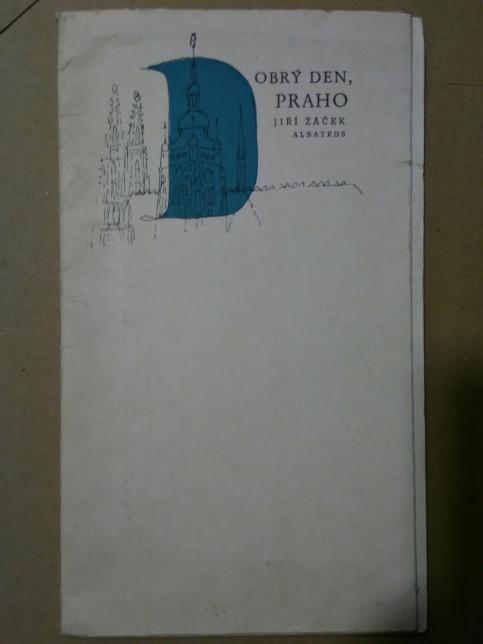 DOBRÝ DEN,
PRAHO
JIŘÍ ŽÁČEK
ALBATROS